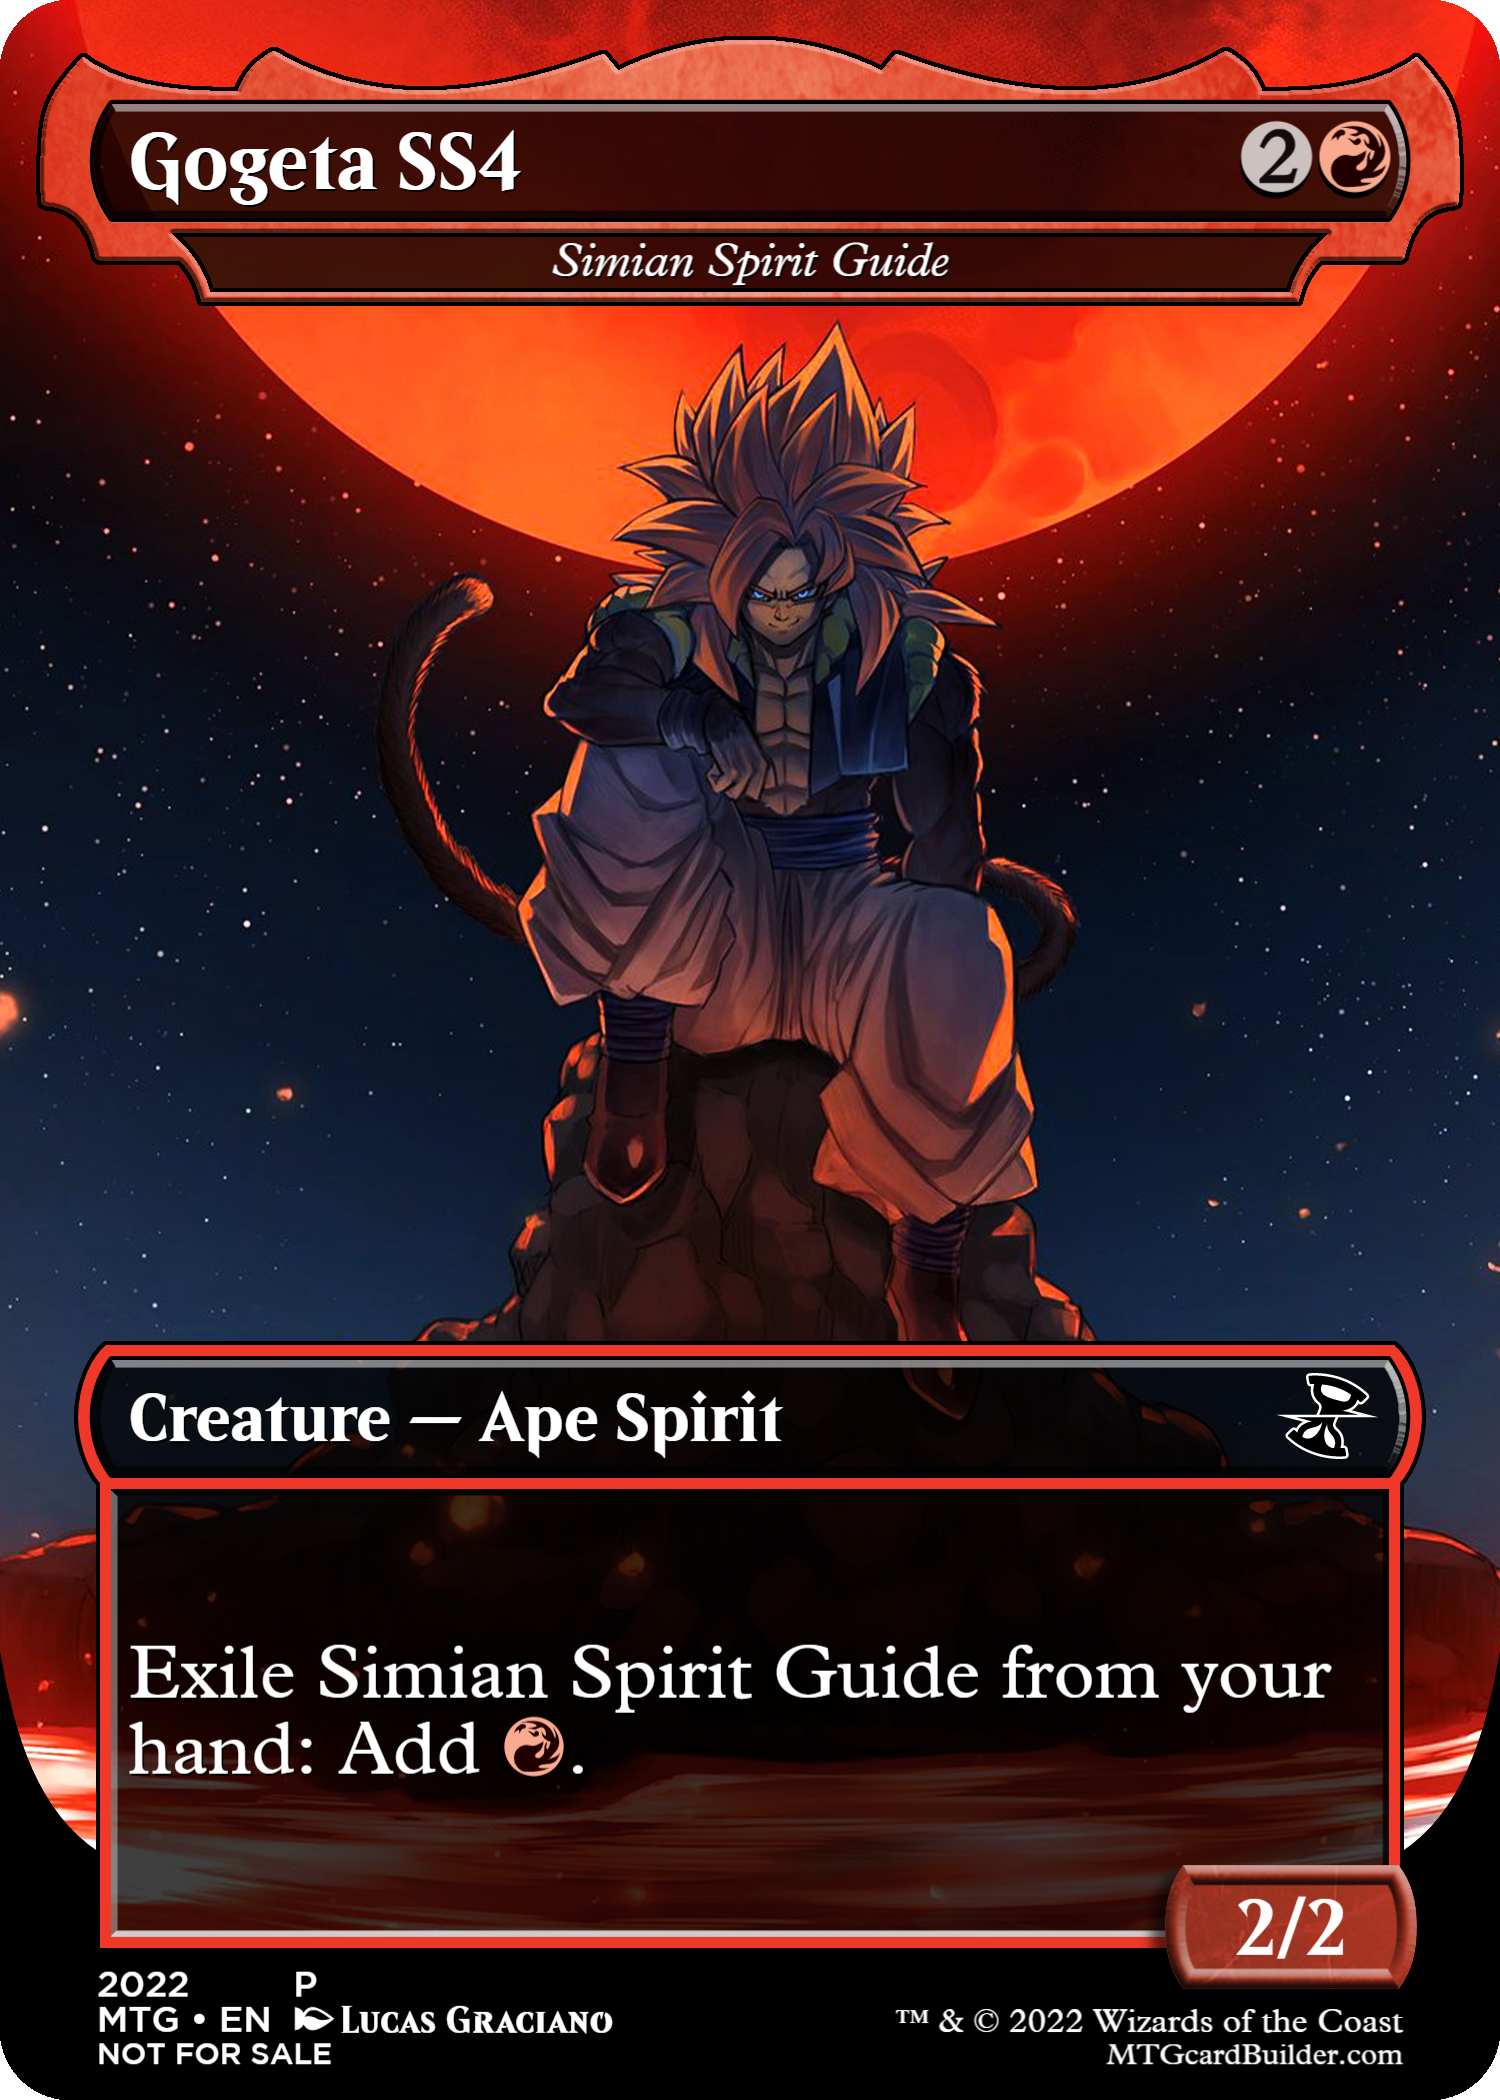 Gogeta SS4 2
Simian Spirit Guide
Creature — Ape Spirit
Exile Simian Spirit Guide from your
hand: Add .
2/2
2022 P
MTG • EN Lucas Graciano
NOT FOR SALE
™ & © 2022 Wizards of the Coast
MTGcardBuilder.com